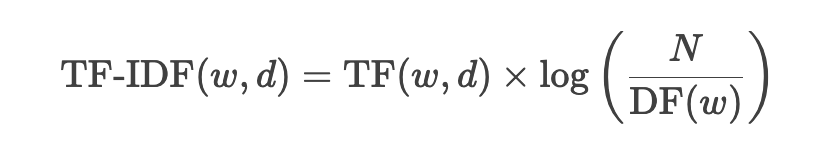 TF-IDF(w, d) = TF(w, d) × log (N / DF(w))